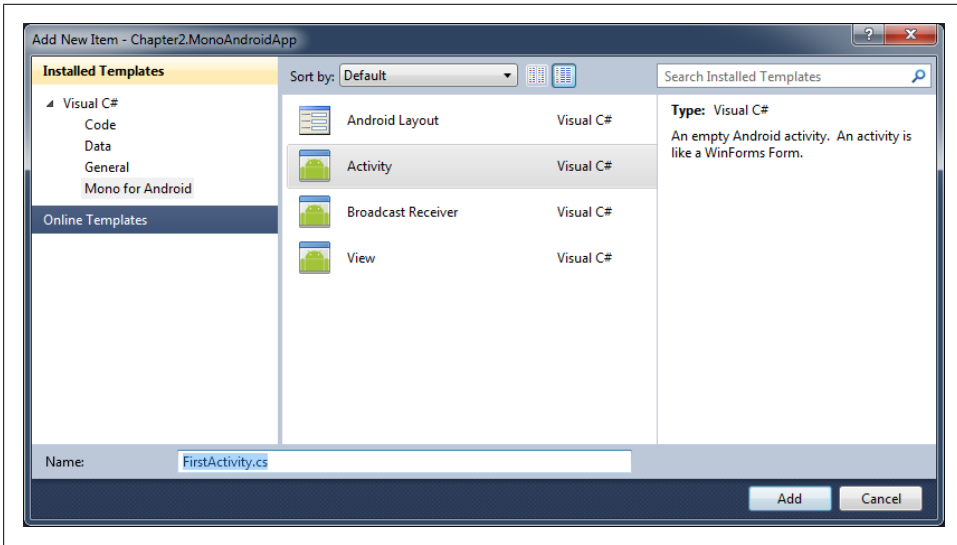 Add New Item - Chapter2.MonoAndroidApp
Installed Templates
Visual C#
Code
Data
General
Mono for Android
Online Templates
Sort by: Default
Android Layout Visual C#
Activity Visual C#
Broadcast Receiver Visual C#
View Visual C#
Search Installed Templates
Type: Visual C#
An empty Android activity. An activity is
like a WinForms Form.
Name: FirstActivity.cs
Add Cancel